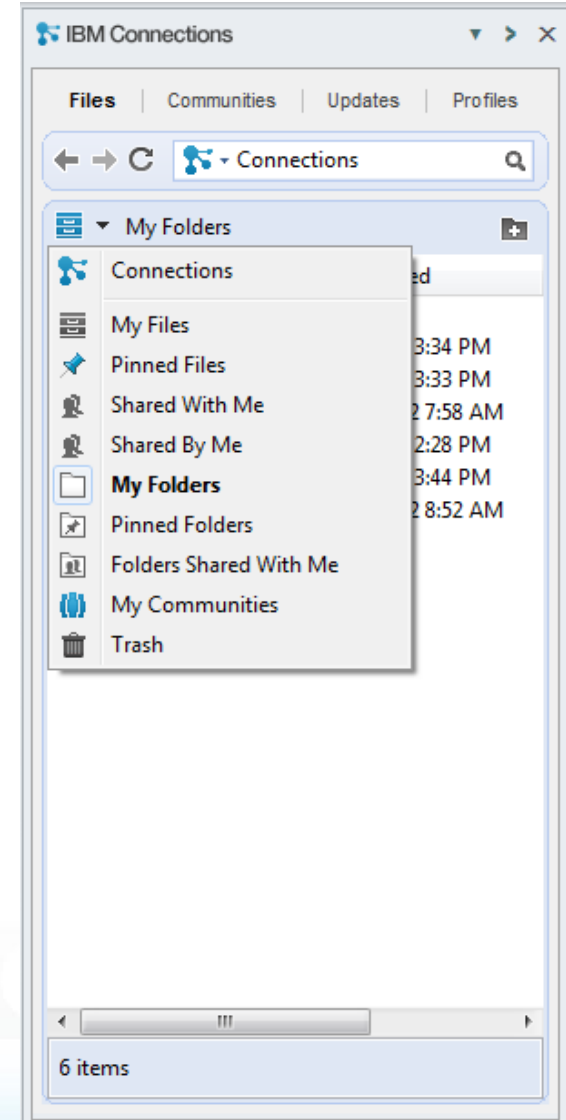 IBM Connections
Files | Communities | Updates | Profiles
Connections
My Folders
Connections
ed
My Files
3:34 PM
Pinned Files
3:33 PM
Shared With Me
2 7:58 AM
Shared By Me
2:28 PM
My Folders
3:44 PM
Pinned Folders
2 8:52 AM
Folders Shared With Me
My Communities
Trash
6 items